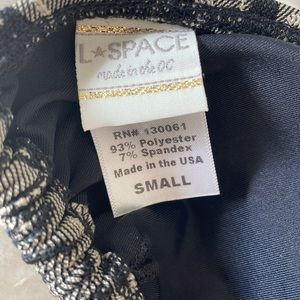 L★SPACE
made in the OC
RN# 130061
93% Polyester
7% Spandex
Made in the USA
SMALL